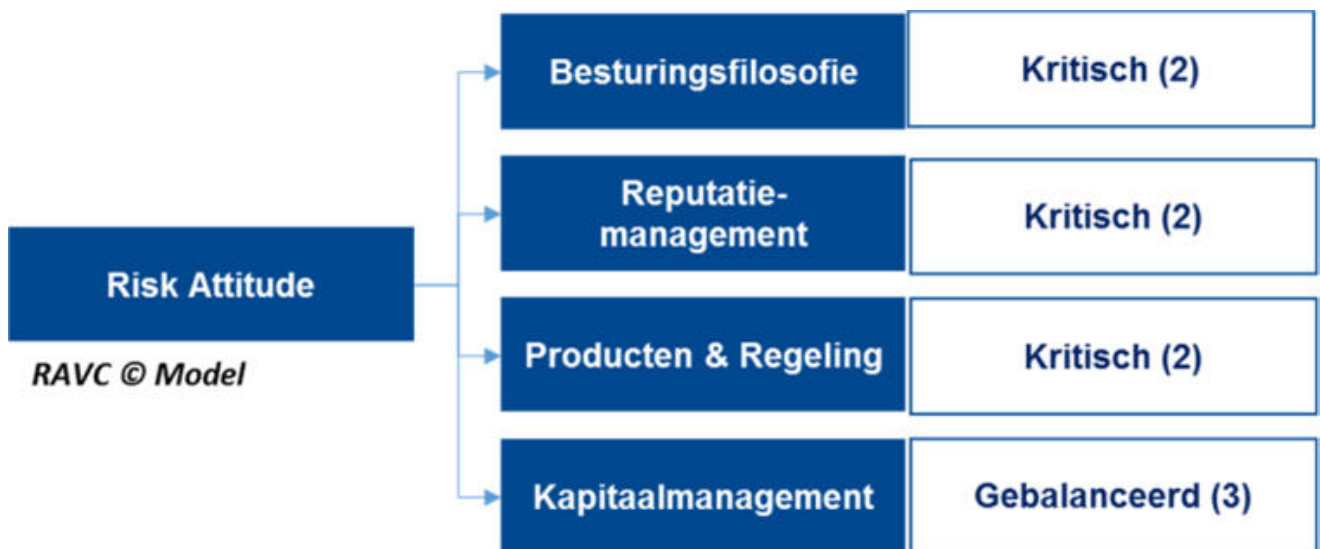 Besturingsfilosofie
Kritisch (2)
Reputatie-
management
Kritisch (2)
Risk Attitude
RAVC © Model
Producten & Regeling
Kritisch (2)
Kapitaalmanagement
Gebalanceerd (3)